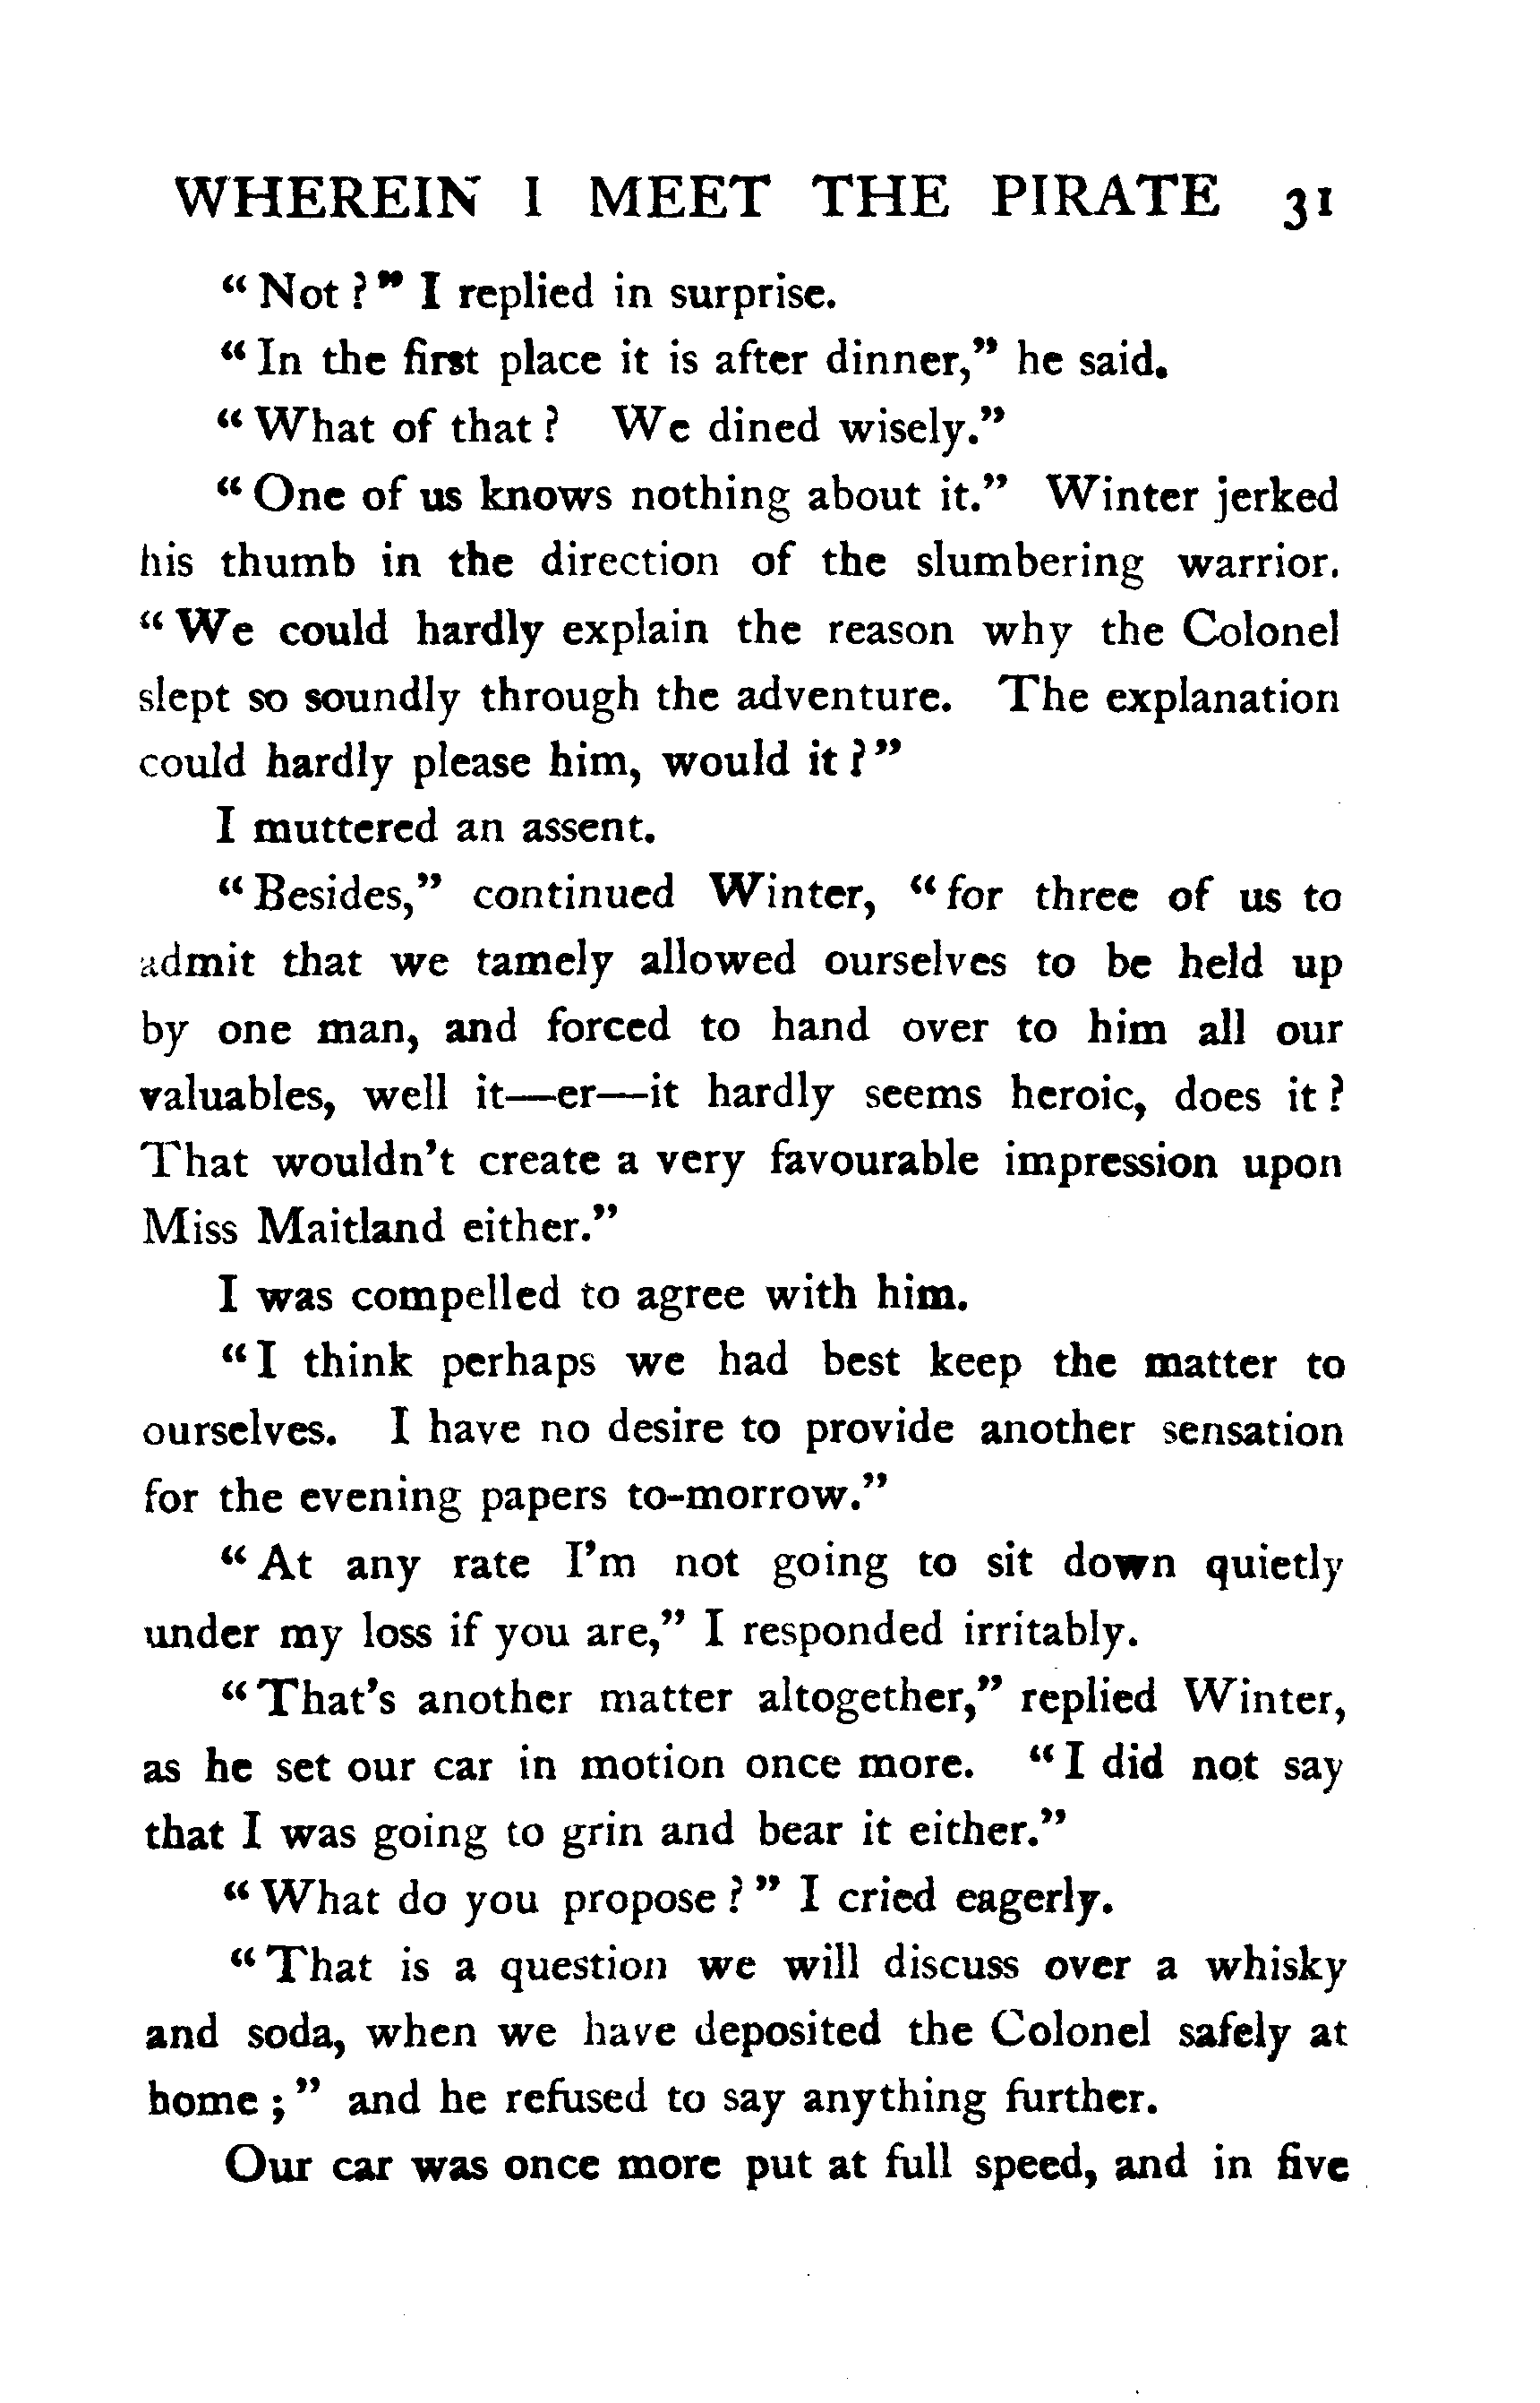 WHEREIN I MEET THE PIRATE 31
“Not?” I replied in surprise.
“In the first place it is after dinner,” he said.
“What of that? We dined wisely.”
“One of us knows nothing about it.” Winter jerked
his thumb in the direction of the slumbering warrior.
“We could hardly explain the reason why the Colonel
slept so soundly through the adventure. The explanation
could hardly please him, would it?”
I muttered an assent.
“Besides,” continued Winter, “for three of us to
admit that we tamely allowed ourselves to be held up
by one man, and forced to hand over to him all our
valuables, well it—er—it hardly seems heroic, does it?
That wouldn’t create a very favourable impression upon
Miss Maitland either.”
I was compelled to agree with him.
“I think perhaps we had best keep the matter to
ourselves. I have no desire to provide another sensation
for the evening papers to-morrow.”
“At any rate I’m not going to sit down quietly
under my loss if you are,” I responded irritably.
“That’s another matter altogether,” replied Winter,
as he set our car in motion once more. “I did not say
that I was going to grin and bear it either.”
“What do you propose?” I cried eagerly.
“That is a question we will discuss over a whisky
and soda, when we have deposited the Colonel safely at
home;” and he refused to say anything further.
Our car was once more put at full speed, and in five